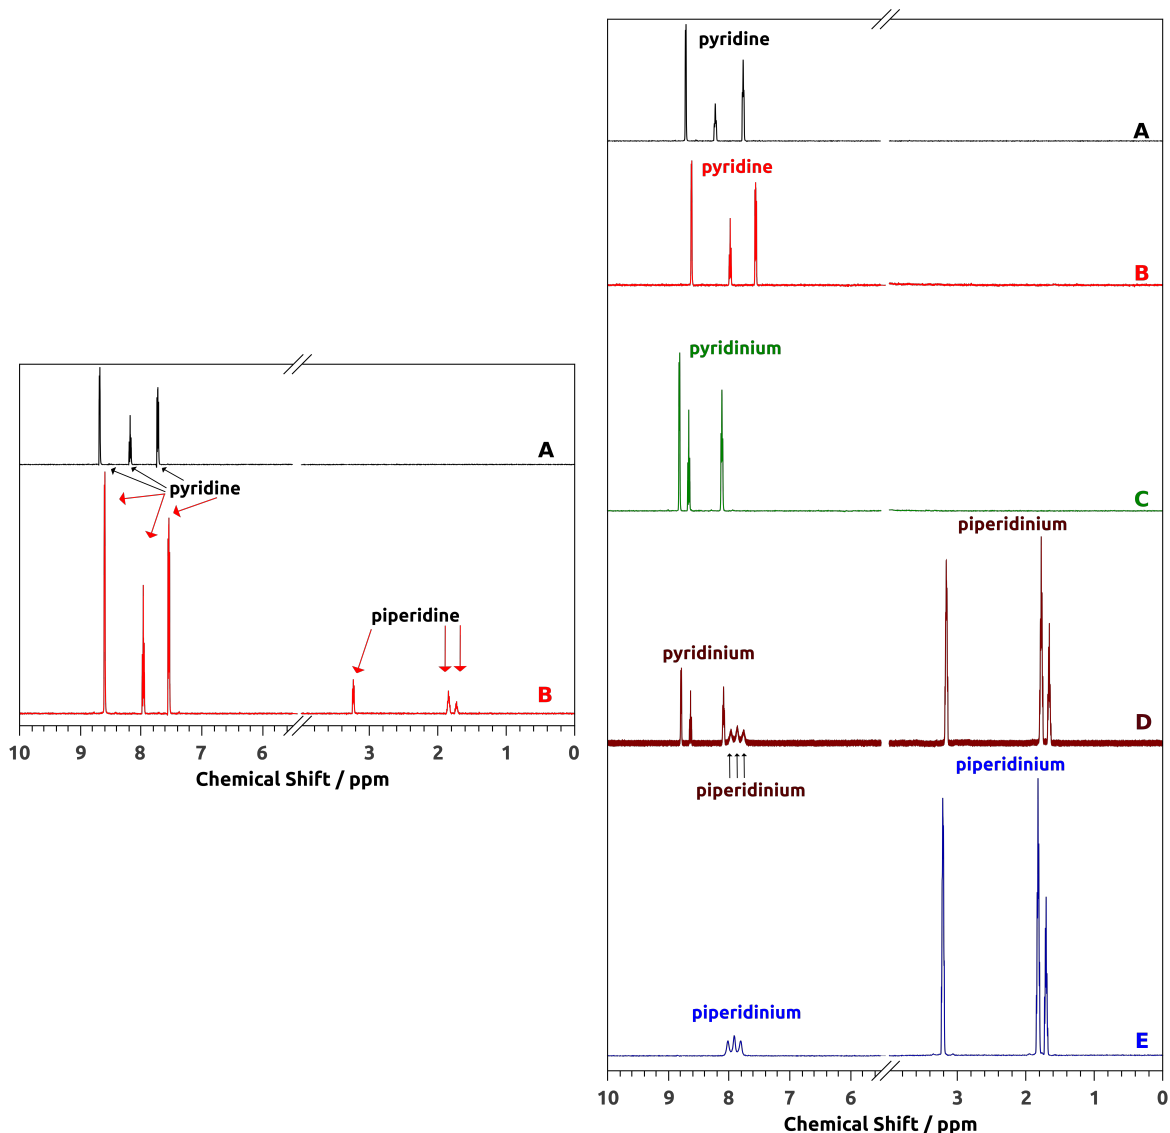 A
pyridine
piperidine
B
10 9 8 7 6 3 2 1 0
Chemical Shift / ppm
pyridine
A
pyridine
B
pyridinium
C
piperidinium
pyridinium
D
piperidinium
piperidinium
piperidinium
E
10 9 8 7 6 3 2 1 0
Chemical Shift / ppm